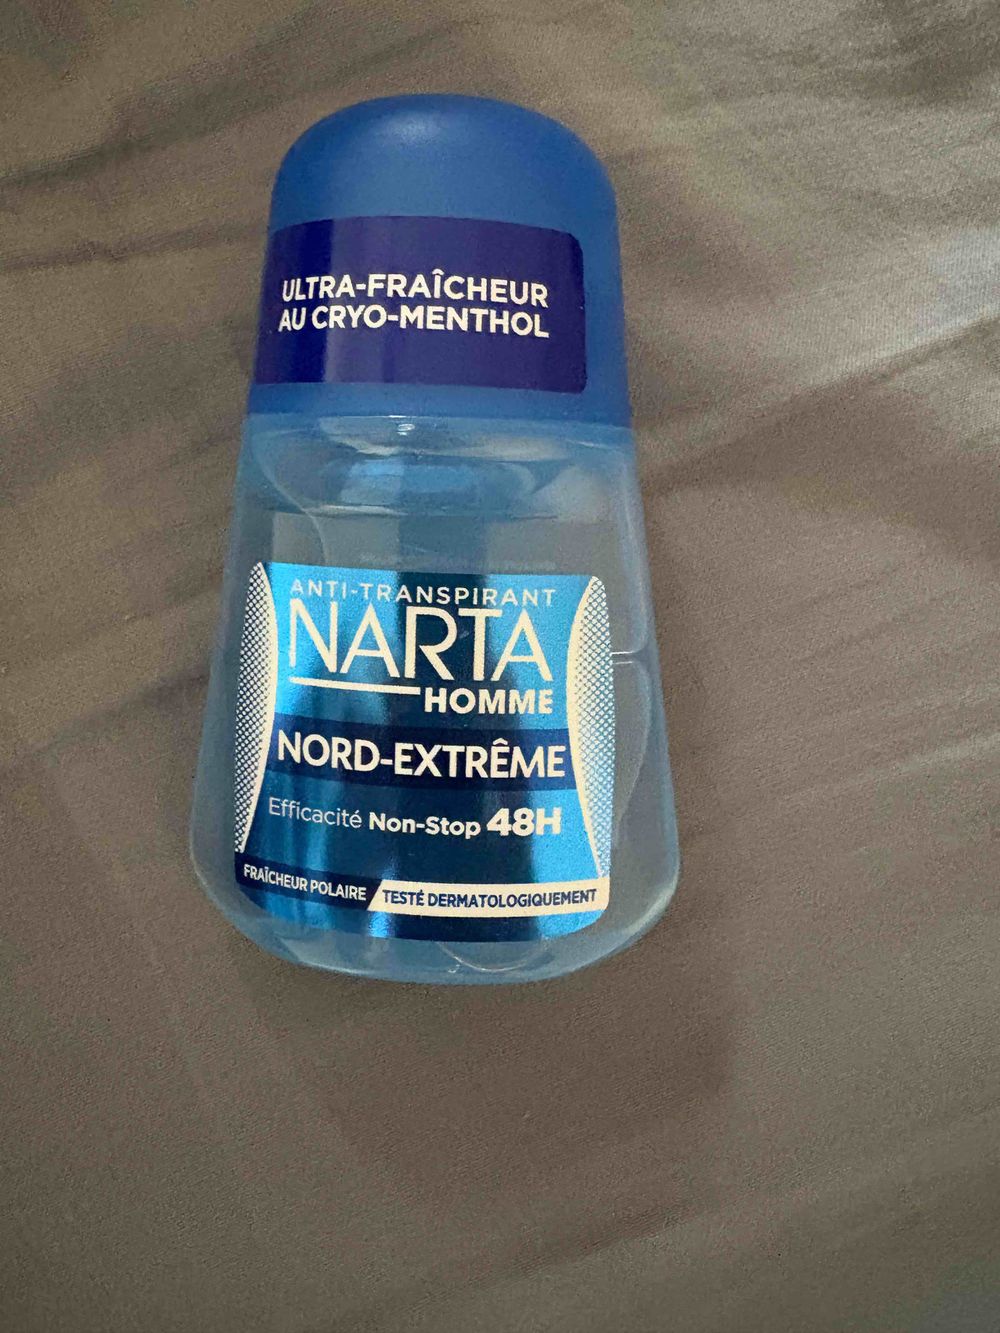 ULTRA-FRAÎCHEUR
AU CRYO-MENTHOL
ANTI-TRANSPIRANT
NARTA
HOMME
NORD-EXTRÊME
Efficacité Non-Stop 48H
FRAÎCHEUR POLAIRE TESTÉ DERMATOLOGIQUEMENT